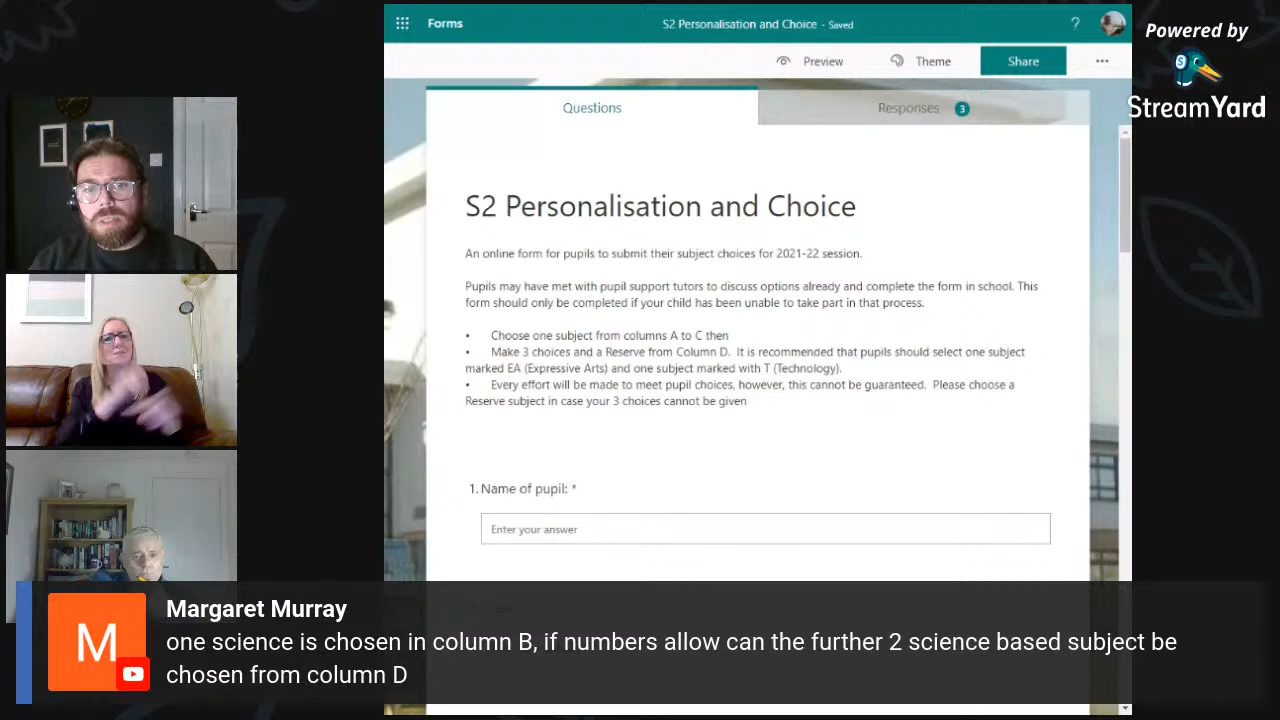 Forms
S2 Personalisation and Choice - Saved
?
Powered by
StreamYard
Preview
Theme
Share
...
Questions
Responses 3
S2 Personalisation and Choice
An online form for pupils to submit their subject choices for 2021-22 session.
Pupils may have met with pupil support tutors to discuss options already and complete the form in school. This
form should only be completed if your child has been unable to take part in that process.
• Choose one subject from columns A to C then
• Make 3 choices and a Reserve from Column D. It is recommended that pupils should select one subject
marked EA (Expressive Arts) and one subject marked with T (Technology).
• Every effort will be made to meet pupil choices, however, this cannot be guaranteed. Please choose a
Reserve subject in case your 3 choices cannot be given
1. Name of pupil: *
Enter your answer
M
Margaret Murray
one science is chosen in column B, if numbers allow can the further 2 science based subject be
chosen from column D